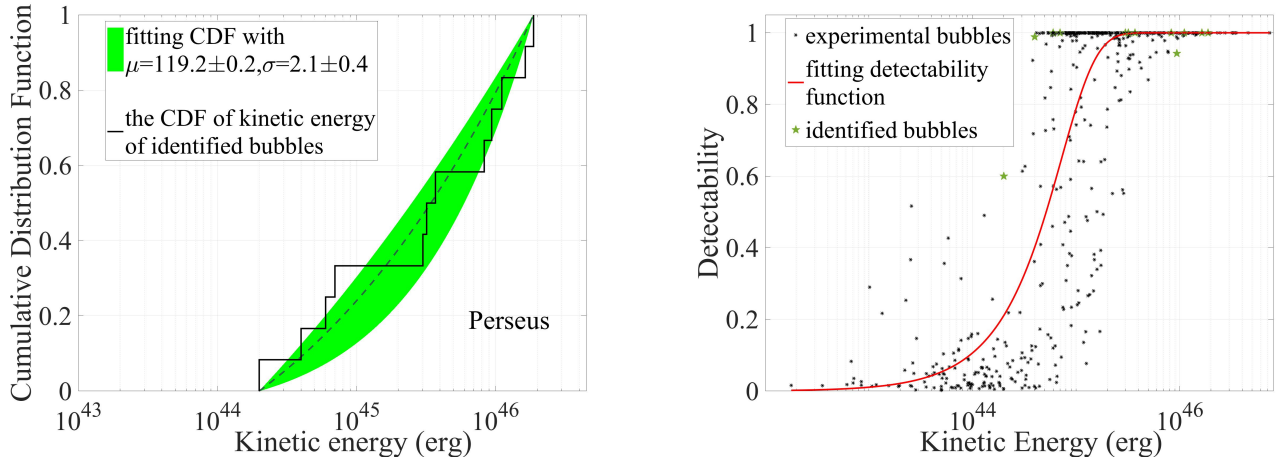 Cumulative Distribution Function
1
0.8
0.6
0.4
0.2
0
fitting CDF with
μ=119.2±0.2,σ=2.1±0.4
the CDF of kinetic energy
of identified bubbles
Perseus
10^43
10^44
10^45
10^46
Kinetic energy (erg)
Detectability
1
0.8
0.6
0.4
0.2
0
experimental bubbles
fitting detectability
function
identified bubbles
10^44
10^46
Kinetic Energy (erg)